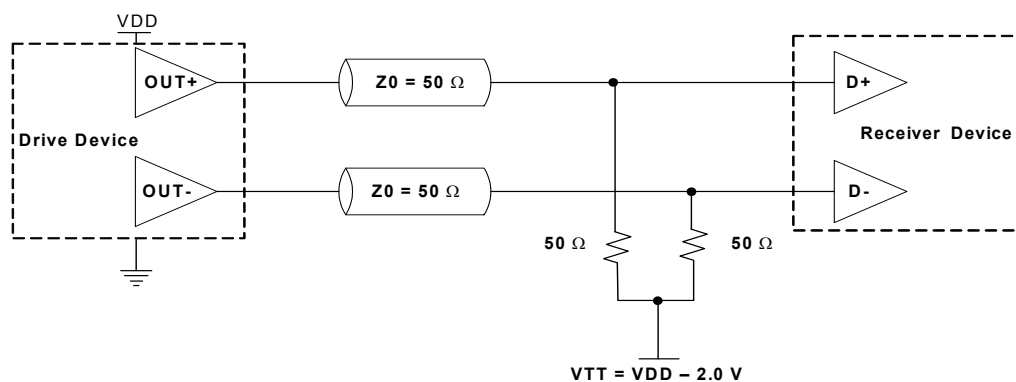 VDD
OUT+
Z0 = 50 Ω
D+
Drive Device
Receiver Device
OUT-
Z0 = 50 Ω
D-
50 Ω
50 Ω
VTT = VDD – 2.0 V